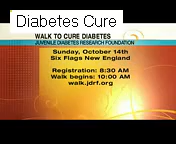 Diabetes Cure
WALK TO CURE DIABETES
JUVENILE DIABETES RESEARCH FOUNDATION
Sunday, October 14th
Six Flags New England
Registration: 8:30 AM
Walk begins: 10:00 AM
walk.jdrf.org